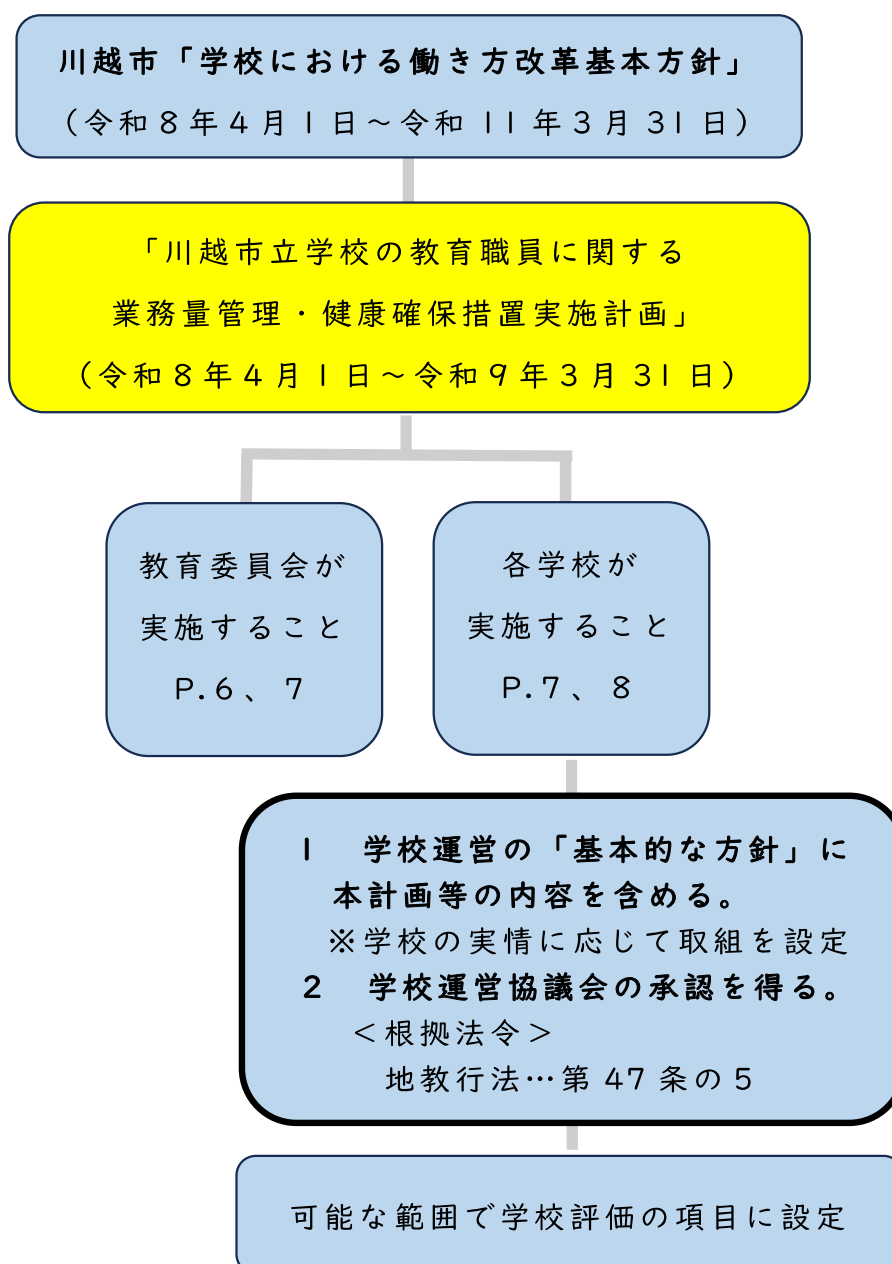 川越市「学校における働き方改革基本方針」
（令和８年４月１日～令和11年３月31日）
「川越市立学校の教育職員に関する
業務量管理・健康確保措置実施計画」
（令和８年４月１日～令和９年３月31日）
教育委員会が
実施すること
P.6、7
各学校が
実施すること
P.7、8
１　学校運営の「基本的な方針」に
本計画等の内容を含める。
※学校の実情に応じて取組を設定
２　学校運営協議会の承認を得る。
＜根拠法令＞
地教行法…第47条の５
可能な範囲で学校評価の項目に設定